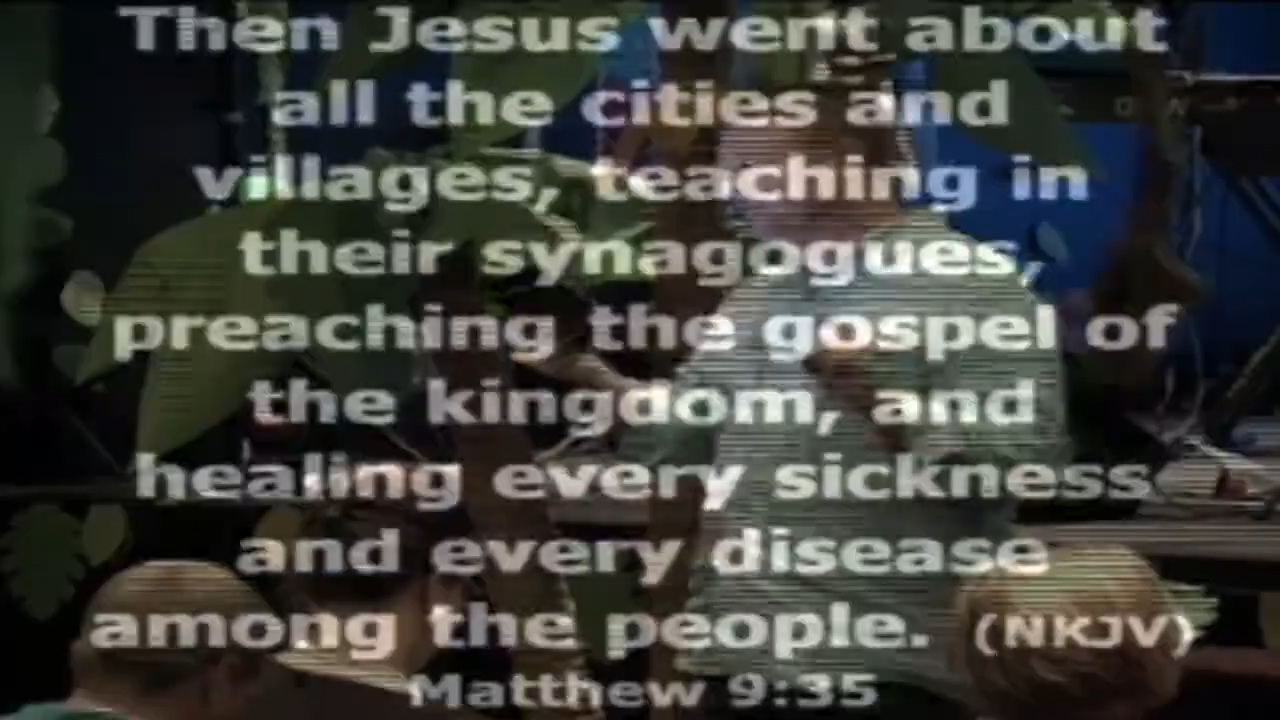 Then Jesus went about
all the cities and
villages, teaching in
their synagogues,
preaching the gospel of
the kingdom, and
healing every sickness
and every disease
among the people. (NKJV)
Matthew 9:35